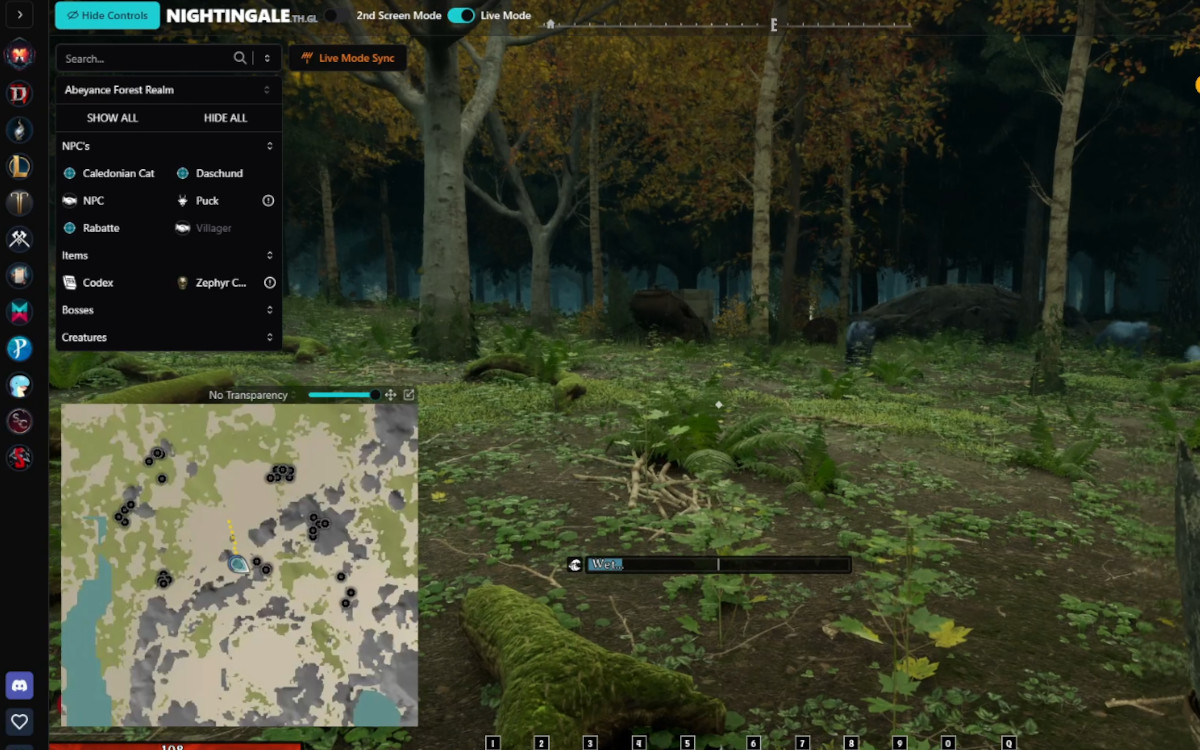 Hide Controls
NIGHTINGALE.TH.GL
2nd Screen Mode
Live Mode
E
Search...
Live Mode Sync
Abeyance Forest Realm
SHOW ALL
HIDE ALL
NPC's
Caledonian Cat
Daschund
NPC
Puck
Rabatte
Villager
Items
Codex
Zephyr C...
Bosses
Creatures
No Transparency
Wet..
108
1 2 3 4 5 6 7 8 9 0 Q